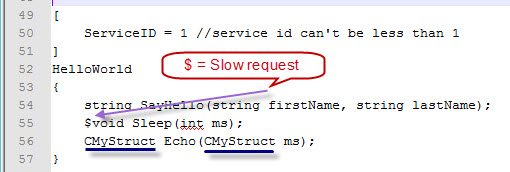 49 [
50 ServiceID = 1 //service id can't be less than 1
51 ]
52 HelloWorld
$ = Slow request
53 {
54 string SayHello(string firstName, string lastName);
55 $void Sleep(int ms);
56 CMyStruct Echo(CMyStruct ms);
57 }